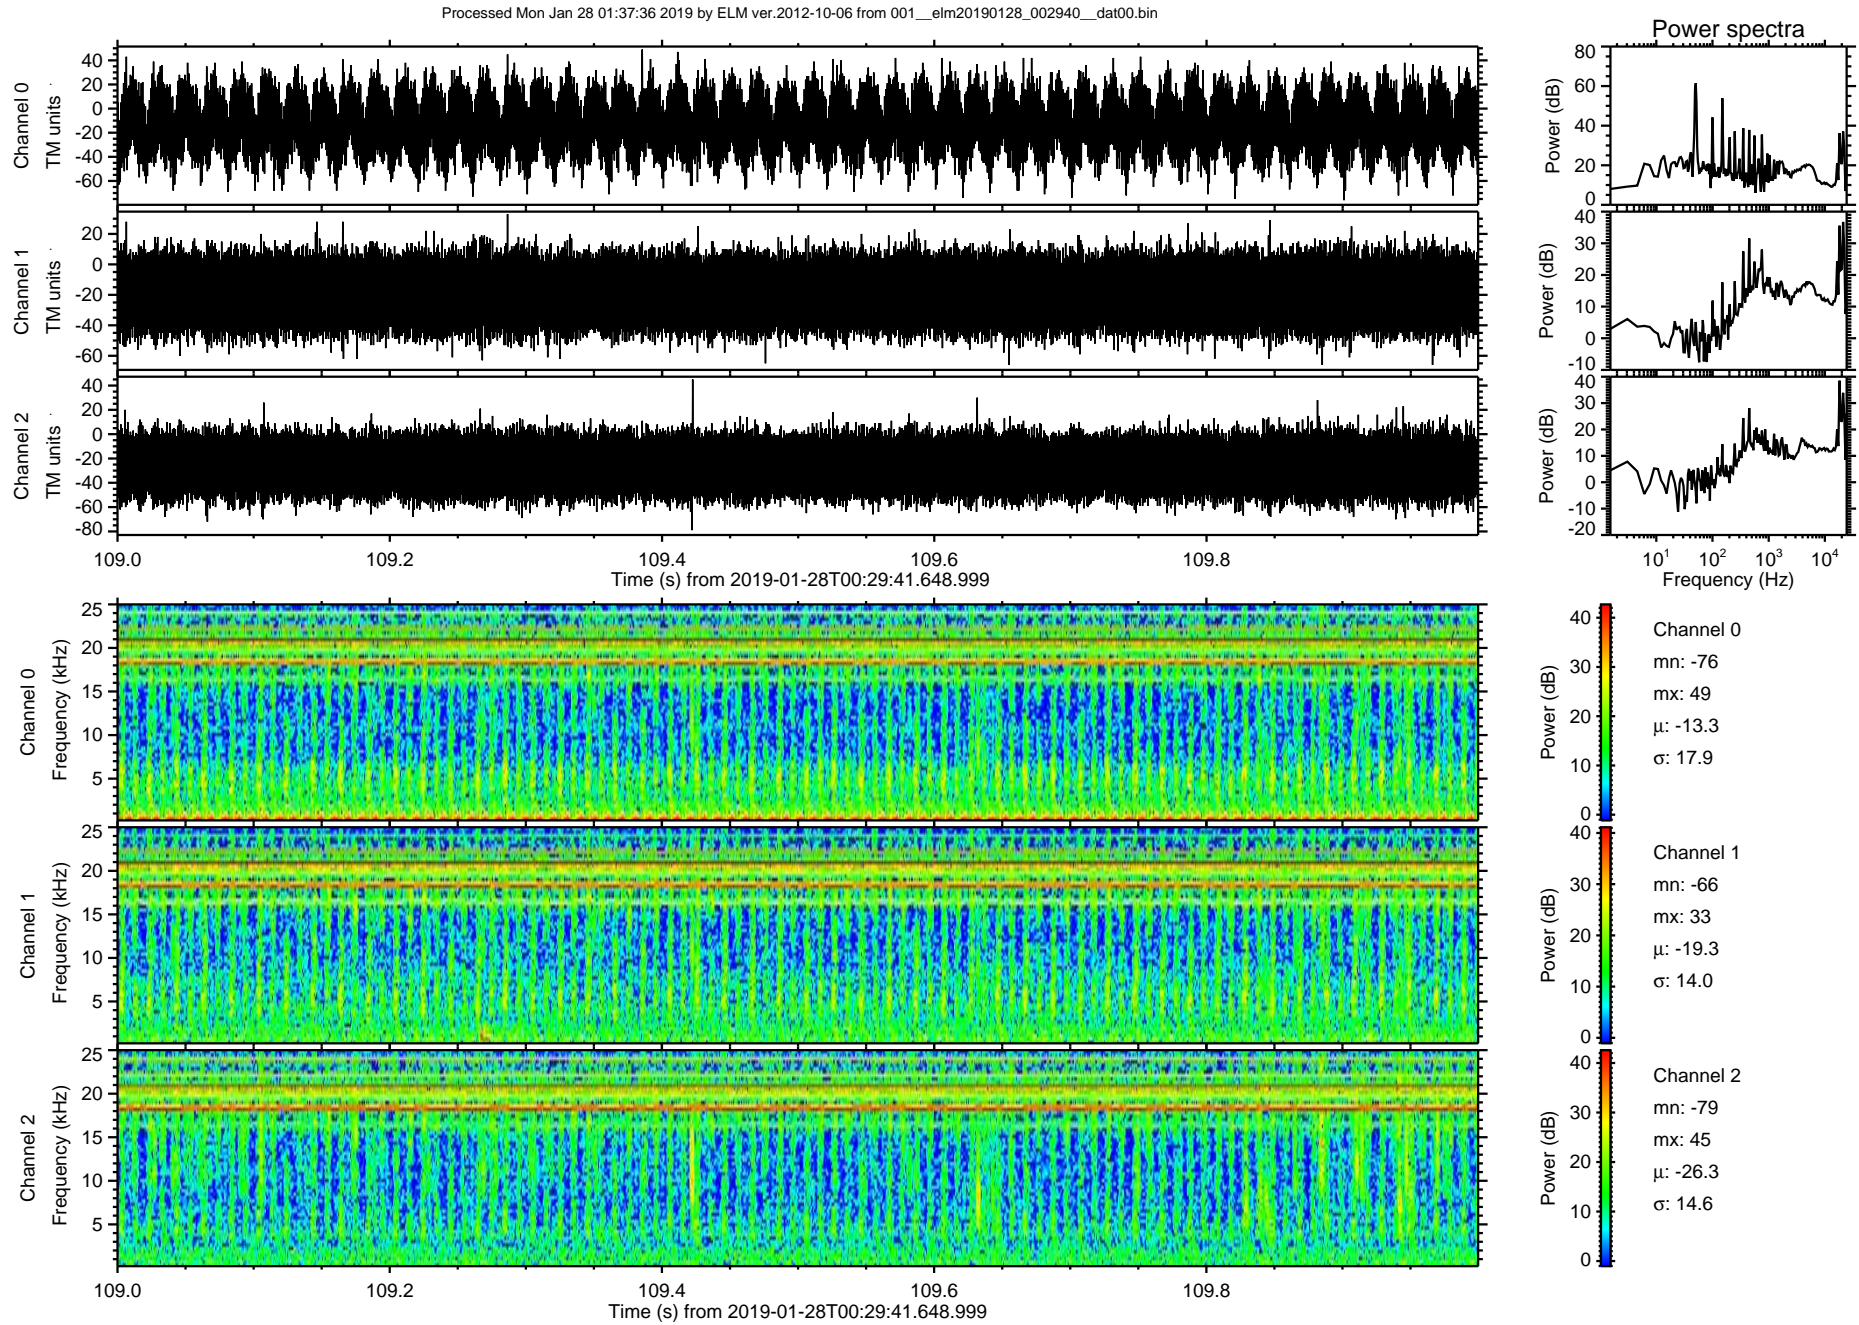 Processed Mon Jan 28 01:37:36 2019 by ELM ver.2012-10-06 from 001__elm20190128_002940__dat00.bin
Power spectra
Channel 0
TM units
40
20
0
-20
-40
-60
Power (dB)
80
60
40
20
0
Channel 1
TM units
20
0
-20
-40
-60
Power (dB)
40
30
20
10
0
-10
Channel 2
TM units
40
20
0
-20
-40
-60
-80
Power (dB)
40
30
20
10
0
-10
-20
109.0 109.2 109.4 109.6 109.8
Time (s) from 2019-01-28T00:29:41.648.999
10^1 10^2 10^3 10^4
Frequency (Hz)
Channel 0
Frequency (kHz)
25
20
15
10
5
Power (dB)
40
30
20
10
0
Channel 0
mn: -76
mx: 49
μ: -13.3
σ: 17.9
Channel 1
Frequency (kHz)
25
20
15
10
5
Power (dB)
40
30
20
10
0
Channel 1
mn: -66
mx: 33
μ: -19.3
σ: 14.0
Channel 2
Frequency (kHz)
25
20
15
10
5
Power (dB)
40
30
20
10
0
Channel 2
mn: -79
mx: 45
μ: -26.3
σ: 14.6
109.0 109.2 109.4 109.6 109.8
Time (s) from 2019-01-28T00:29:41.648.999